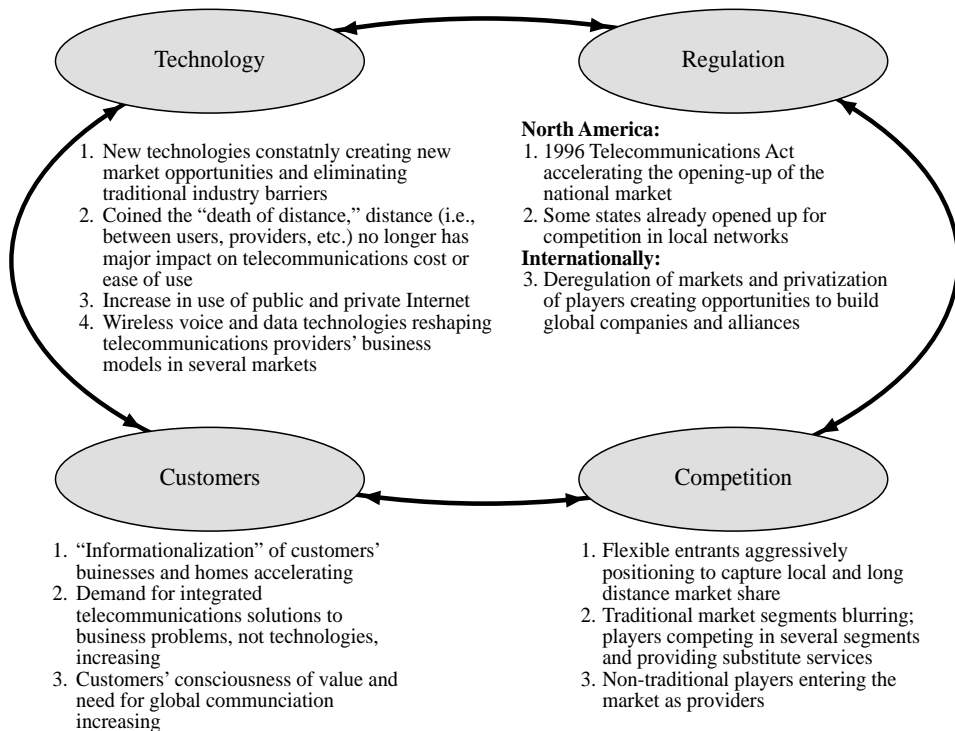 Technology
Regulation
1. New technologies constatnly creating new
market opportunities and eliminating
traditional industry barriers
2. Coined the “death of distance,” distance (i.e.,
between users, providers, etc.) no longer has
major impact on telecommunications cost or
ease of use
3. Increase in use of public and private Internet
4. Wireless voice and data technologies reshaping
telecommunications providers’ business
models in several markets
North America:
1. 1996 Telecommunications Act
accelerating the opening-up of the
national market
2. Some states already opened up for
competition in local networks
Internationally:
3. Deregulation of markets and privatization
of players creating opportunities to build
global companies and alliances
Customers
Competition
1. “Informationalization” of customers’
buinesses and homes accelerating
2. Demand for integrated
telecommunications solutions to
business problems, not technologies,
increasing
3. Customers’ consciousness of value and
need for global communciation
increasing
1. Flexible entrants aggressively
positioning to capture local and long
distance market share
2. Traditional market segments blurring;
players competing in several segments
and providing substitute services
3. Non-traditional players entering the
market as providers